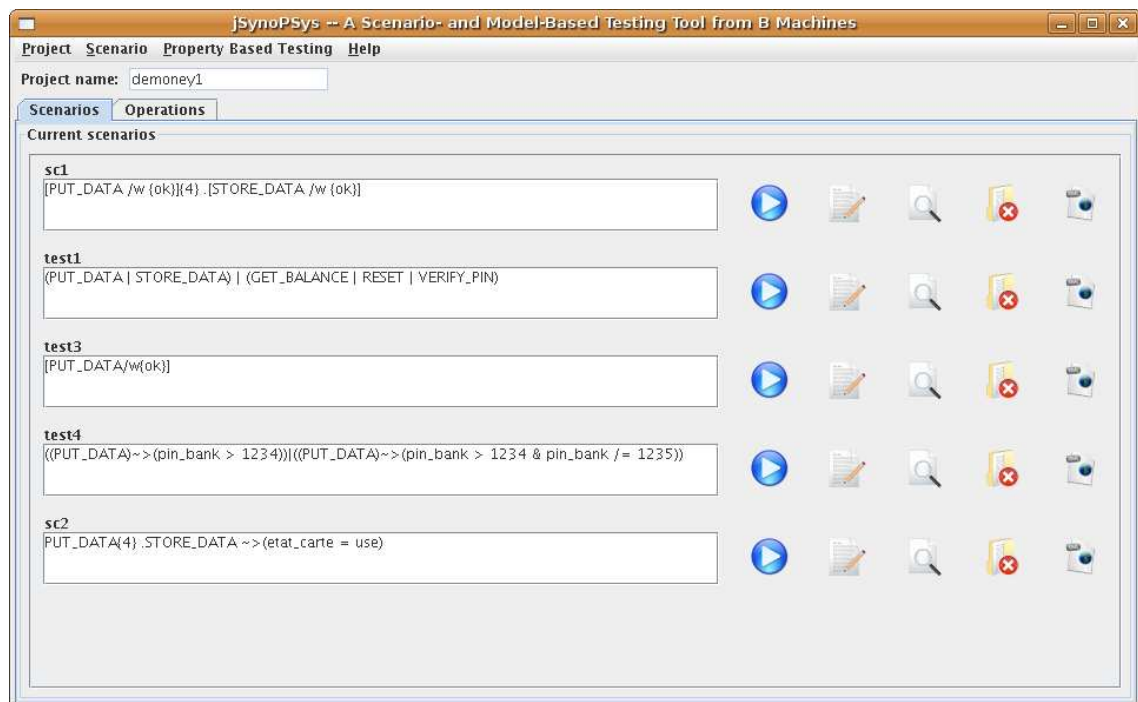 jSynoPSys -- A Scenario- and Model-Based Testing Tool from B Machines
Project Scenario Property Based Testing Help
Project name: demoney1
Scenarios Operations
Current scenarios
sc1
[PUT_DATA /w {ok}]{4} .[STORE_DATA /w {ok}]
test1
(PUT_DATA | STORE_DATA) | (GET_BALANCE | RESET | VERIFY_PIN)
test3
[PUT_DATA/w{ok}]
test4
((PUT_DATA)~>(pin_bank > 1234))|((PUT_DATA)~>(pin_bank > 1234 & pin_bank /= 1235))
sc2
PUT_DATA{4} .STORE_DATA ~>(etat_carte = use)